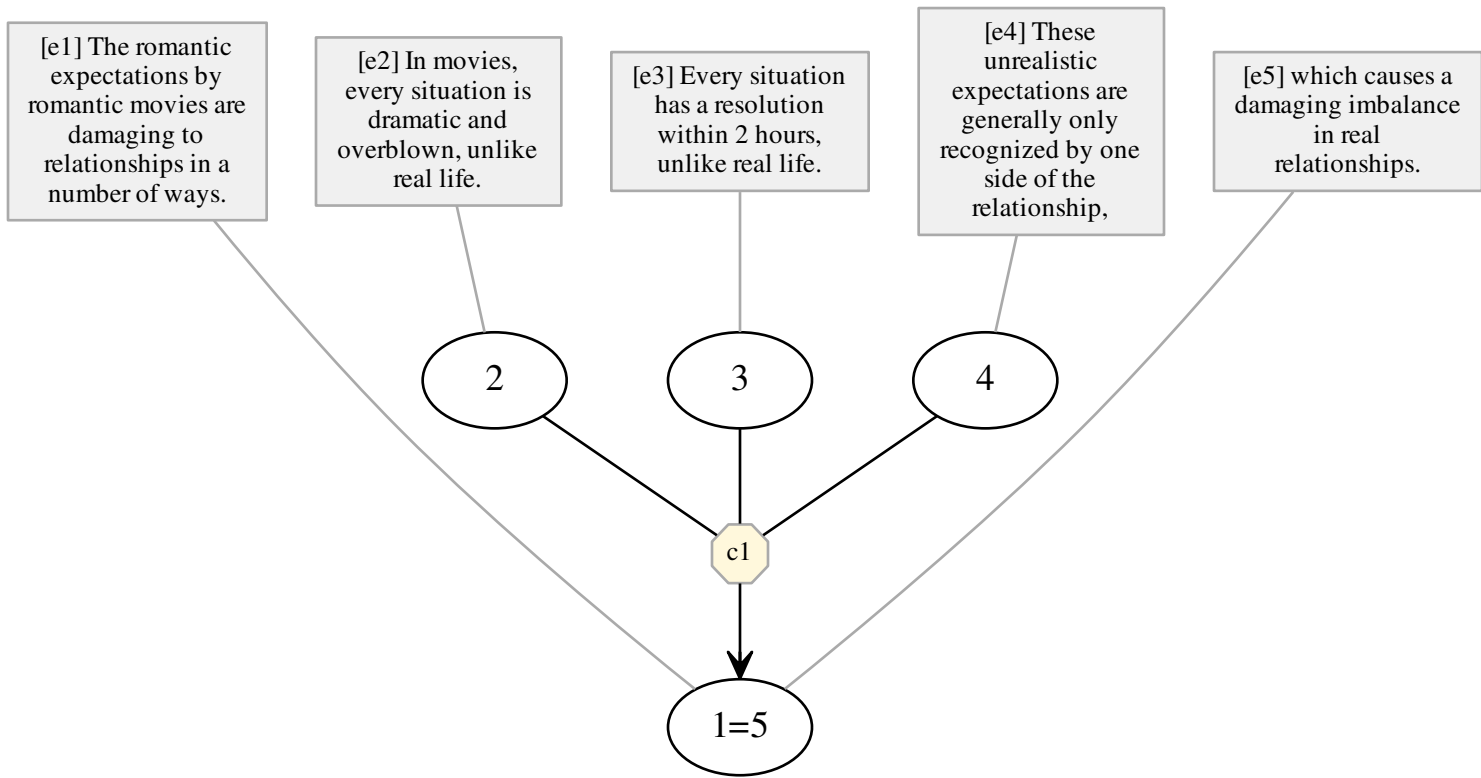 [e1] The romantic
expectations by
romantic movies are
damaging to
relationships in a
number of ways.
[e2] In movies,
every situation is
dramatic and
overblown, unlike
real life.
[e3] Every situation
has a resolution
within 2 hours,
unlike real life.
[e4] These
unrealistic
expectations are
generally only
recognized by one
side of the
relationship,
[e5] which causes a
damaging imbalance
in real
relationships.
2
3
4
c1
1=5